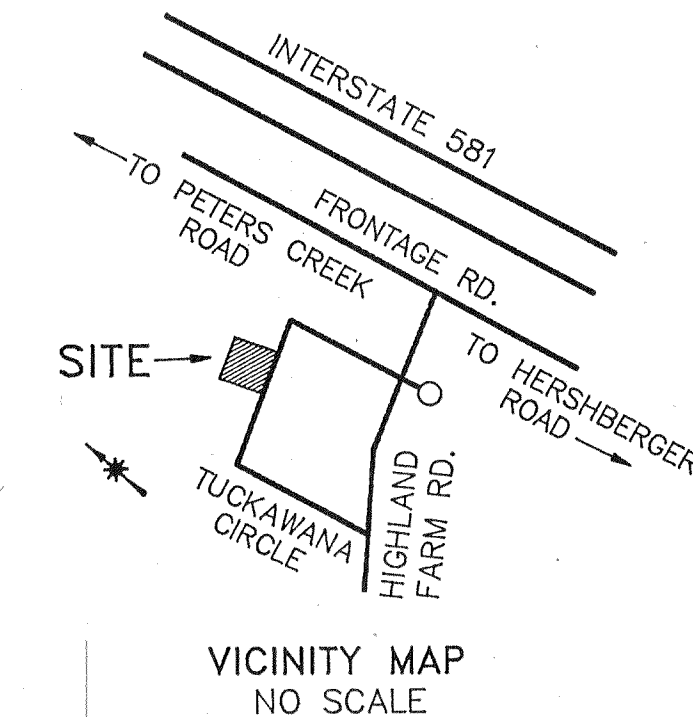 INTERSTATE 581
FRONTAGE RD.
TO PETERS CREEK
ROAD
TO HERSHBERGER
ROAD
SITE
TUCKAWANA
CIRCLE
HIGHLAND
FARM RD.
VICINITY MAP
NO SCALE